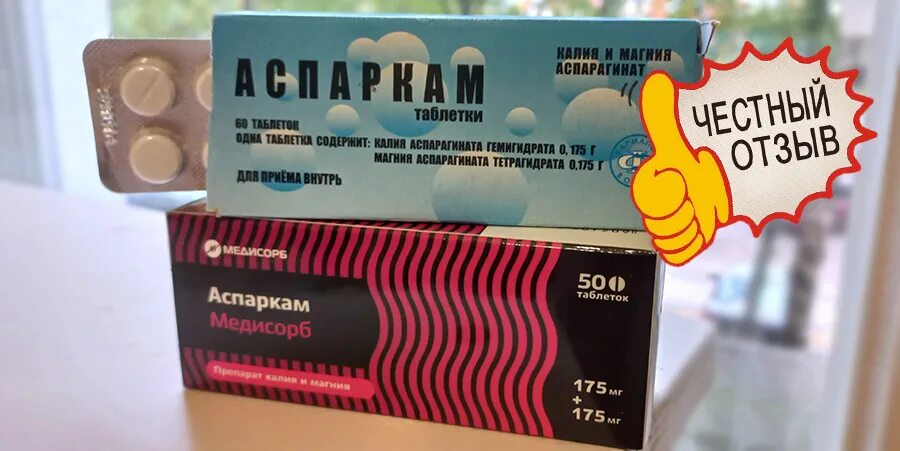 АСПАРКАМ
таблетки
КАЛИЯ И МАГНИЯ
АСПАРАГИНАТ
60 ТАБЛЕТОК
ОДНА ТАБЛЕТКА СОДЕРЖИТ: КАЛИЯ АСПАРАГИНАТА ГЕМИГИДРАТА 0,175 г
МАГНИЯ АСПАРАГИНАТА ТЕТРАГИДРАТА 0,175 г
ДЛЯ ПРИЁМА ВНУТРЬ
ЧЕСТНЫЙ
ОТЗЫВ
МЕДИСОРБ
Аспаркам
Медисорб
Препарат калия и магния
50
таблеток
175 мг
+
175 мг